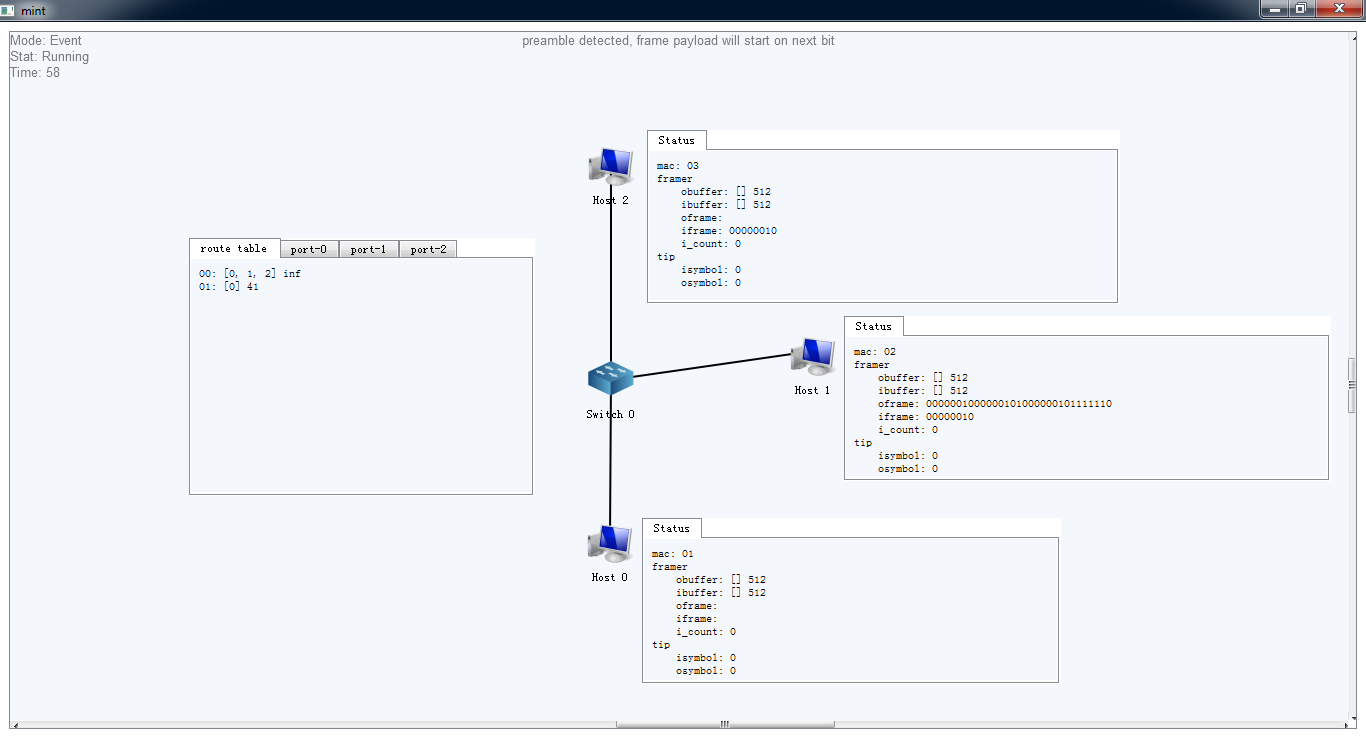 mint
Mode: Event
Stat: Running
Time: 58
preamble detected, frame payload will start on next bit
Host 2
Status
mac: 03
framer
obuffer: [] 512
ibuffer: [] 512
oframe:
iframe: 00000010
i_count: 0
tip
isymbol: 0
osymbol: 0
route table
port-0
port-1
port-2
00: [0, 1, 2] inf
01: [0] 41
Switch 0
Host 1
Status
mac: 02
framer
obuffer: [] 512
ibuffer: [] 512
oframe: 0000001000000101000000101111110
iframe: 00000010
i_count: 0
tip
isymbol: 0
osymbol: 0
Host 0
Status
mac: 01
framer
obuffer: [] 512
ibuffer: [] 512
oframe:
iframe:
i_count: 0
tip
isymbol: 0
osymbol: 0